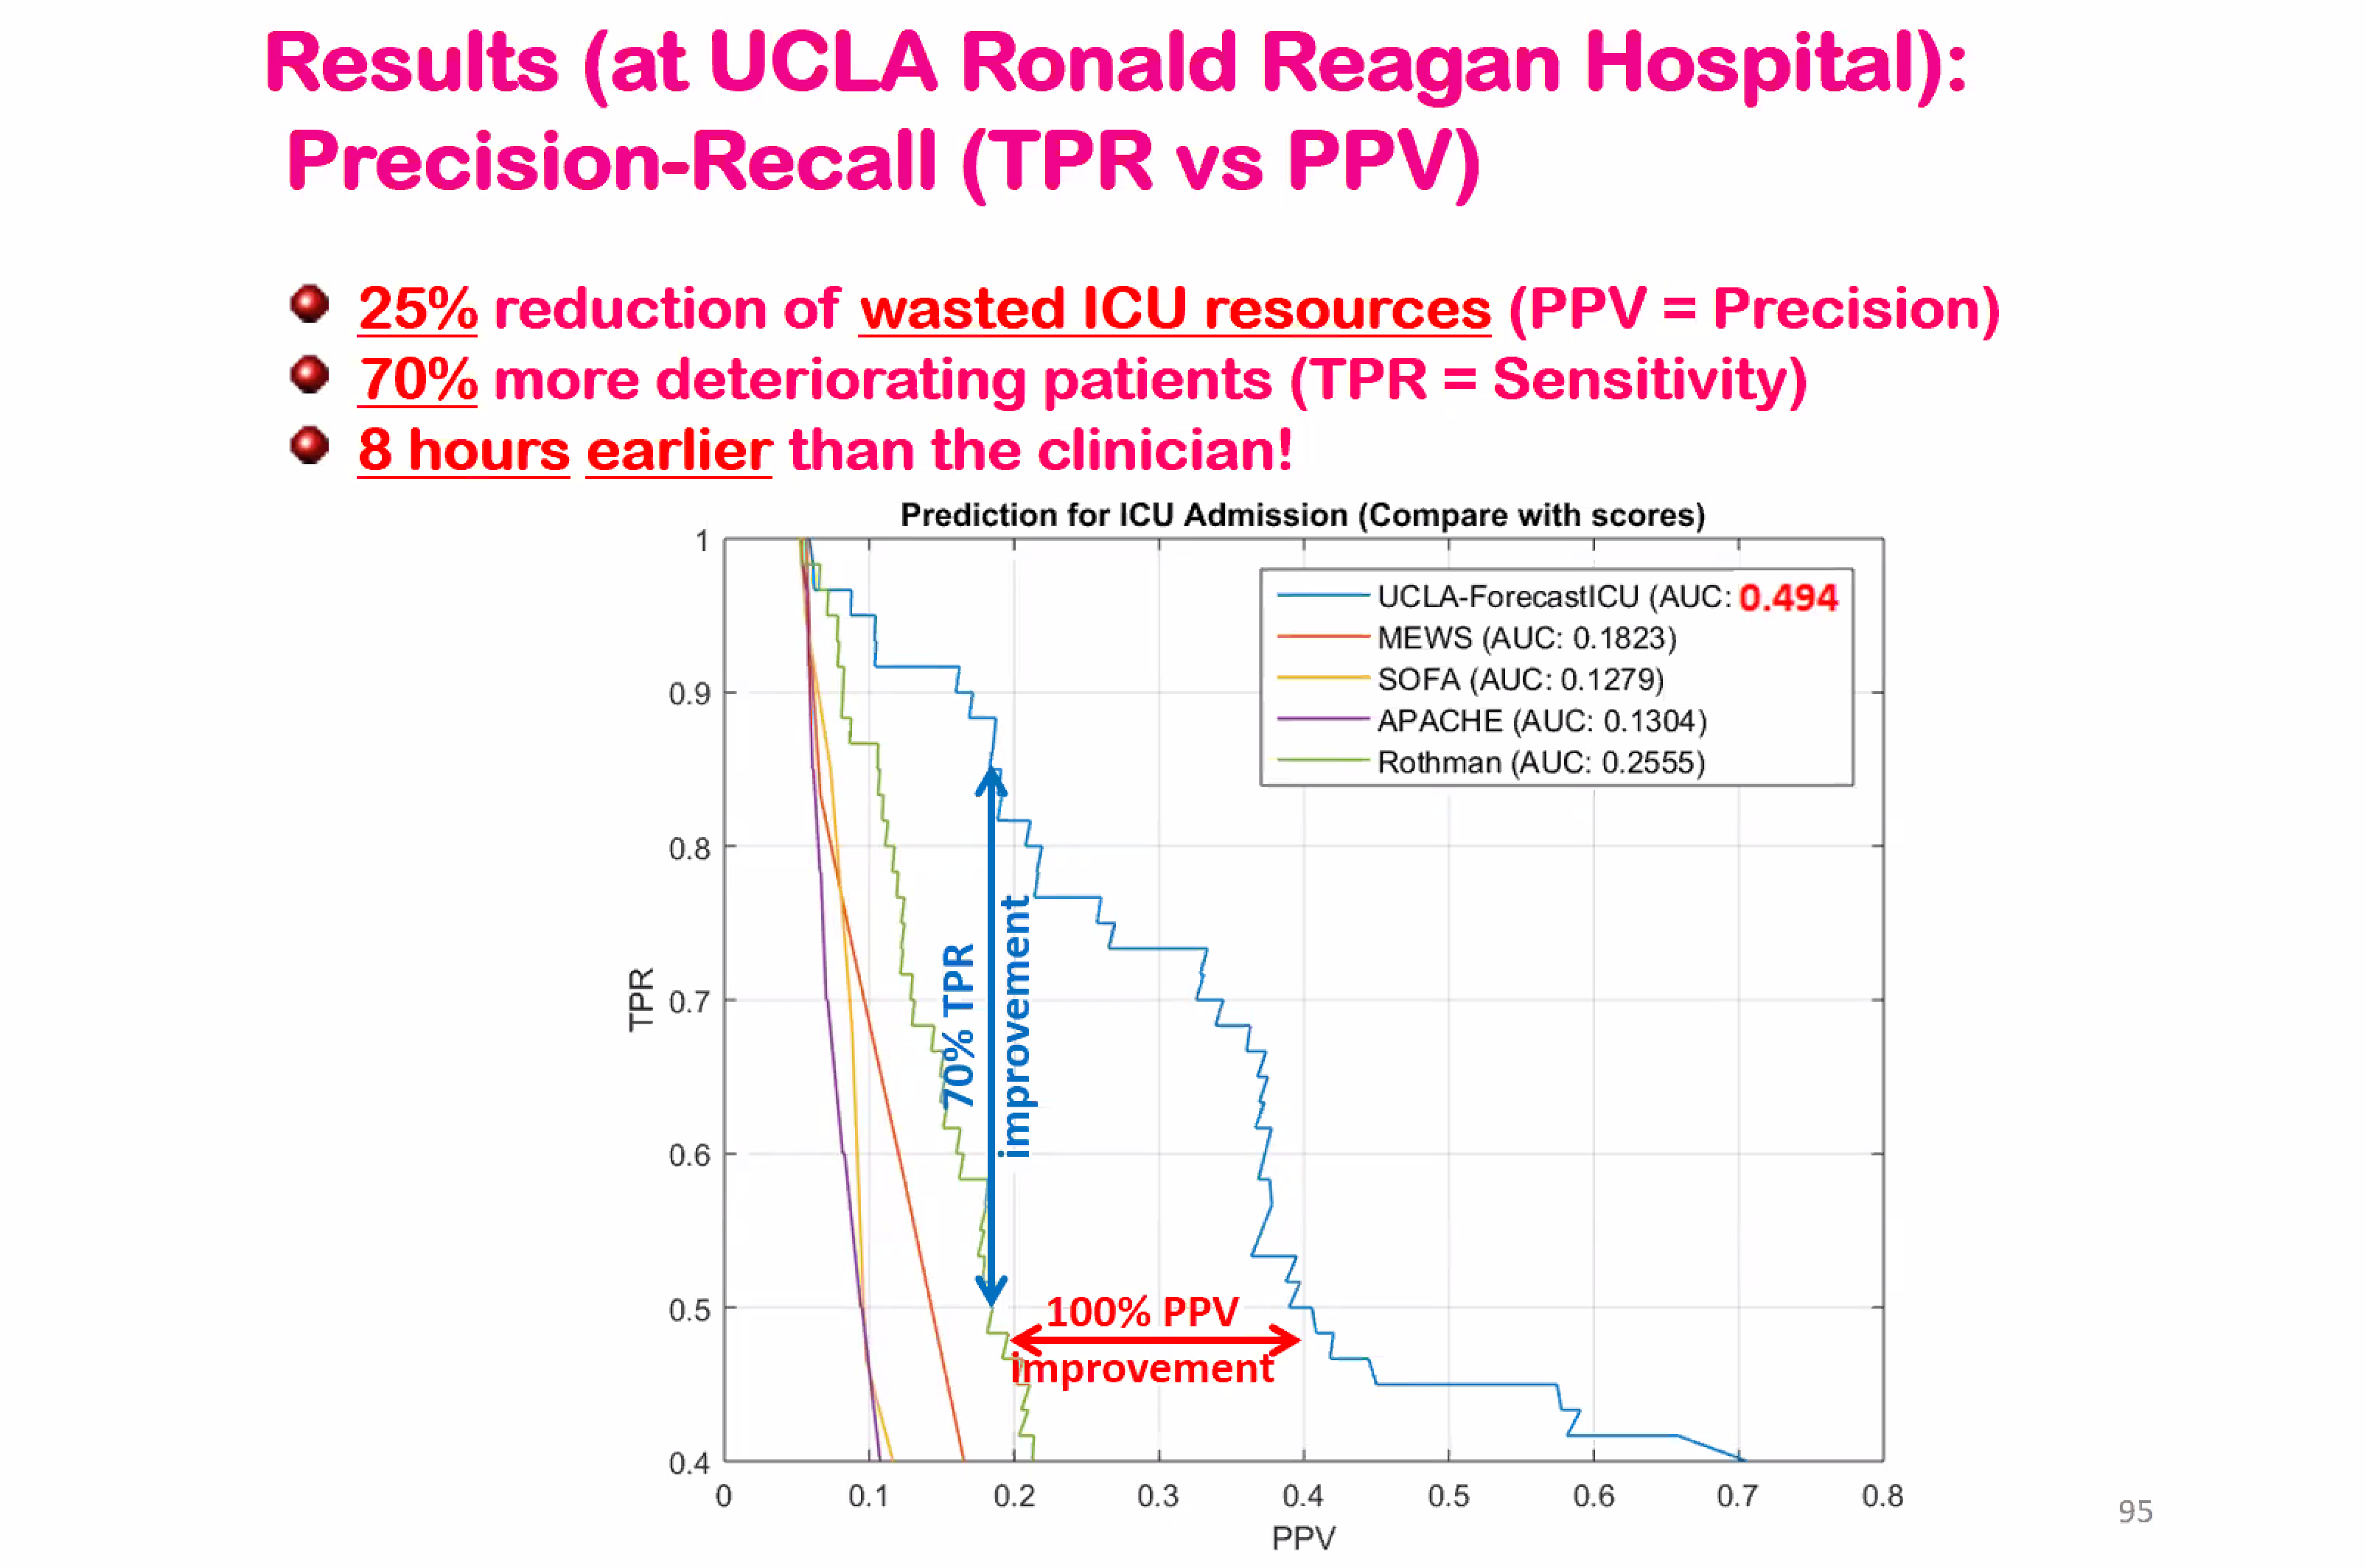 Results (at UCLA Ronald Reagan Hospital):
Precision-Recall (TPR vs PPV)
25% reduction of wasted ICU resources (PPV = Precision)
70% more deteriorating patients (TPR = Sensitivity)
8 hours earlier than the clinician!
Prediction for ICU Admission (Compare with scores)
UCLA-ForecastICU (AUC: 0.494
MEWS (AUC: 0.1823)
SOFA (AUC: 0.1279)
APACHE (AUC: 0.1304)
Rothman (AUC: 0.2555)
1
0.9
0.8
0.7
0.6
0.5
0.4
TPR
70% TPR
improvement
100% PPV
improvement
0 0.1 0.2 0.3 0.4 0.5 0.6 0.7 0.8
PPV
95